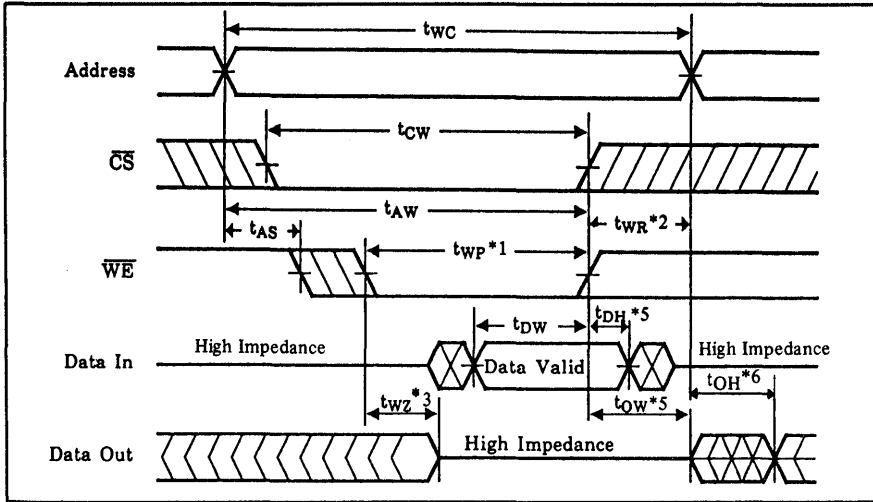 tWC
Address
tCW
CS
tAW
tAS
tWR*2
tWP*1
WE
tDW
tDH*5
High Impedance
High Impedance
Data In
Data Valid
tWZ*3
tOW*5
tOH*6
High Impedance
Data Out